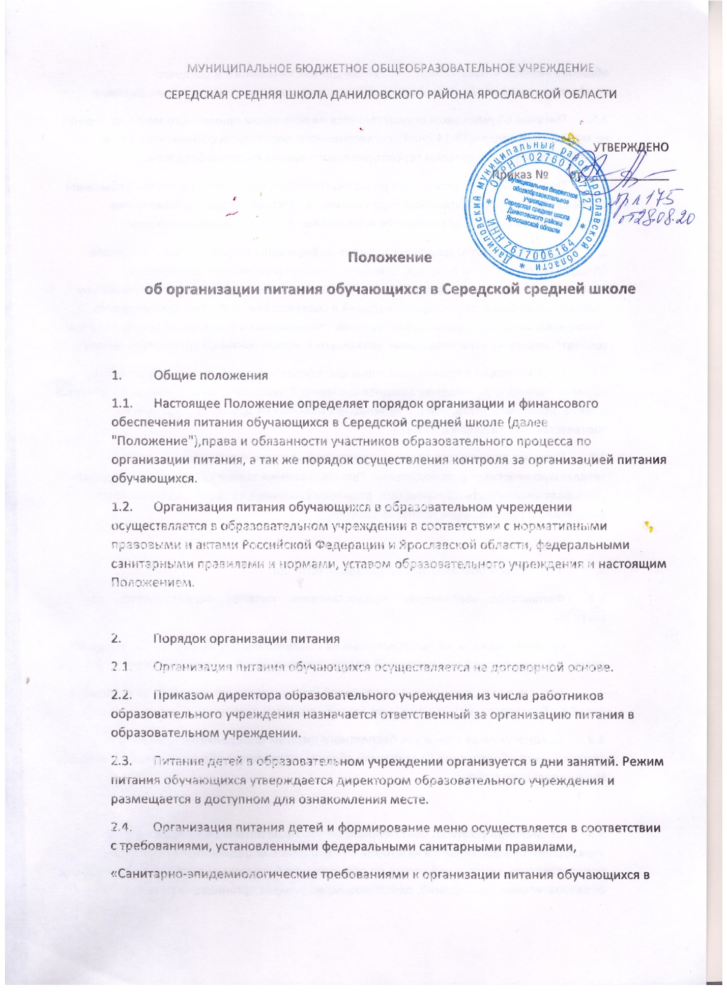 МУНИЦИПАЛЬНОЕ БЮДЖЕТНОЕ ОБЩЕОБРАЗОВАТЕЛЬНОЕ УЧРЕЖДЕНИЕ
СЕРЕДСКАЯ СРЕДНЯЯ ШКОЛА ДАНИЛОВСКОГО РАЙОНА ЯРОСЛАВСКОЙ ОБЛАСТИ
УТВЕРЖДЕНО
Приказ № от
пр 175
от 28.08.20
Даниловский муниципальный район Ярославской области
ОГРН
ИНН 7617006164
муниципальное бюджетное
общеобразовательное
учреждение
Середская средняя школа
Даниловского района
Ярославской области
Положение
об организации питания обучающихся в Середской средней школе
1. Общие положения
1.1. Настоящее Положение определяет порядок организации и финансового
обеспечения питания обучающихся в Середской средней школе (далее
"Положение"),права и обязанности участников образовательного процесса по
организации питания, а так же порядок осуществления контроля за организацией питания
обучающихся.
1.2. Организация питания обучающихся в образовательном учреждении
осуществляется в образовательном учреждении в соответствии с нормативными
правовыми и актами Российской Федерации и Ярославской области, федеральными
санитарными правилами и нормами, уставом образовательного учреждения и настоящим
Положением.
2. Порядок организации питания
2.1. Организация питания обучающихся осуществляется на договорной основе.
2.2. Приказом директора образовательного учреждения из числа работников
образовательного учреждения назначается ответственный за организацию питания в
образовательном учреждении.
2.3. Питание детей в образовательном учреждении организуется в дни занятий. Режим
питания обучающихся утверждается директором образовательного учреждения и
размещается в доступном для ознакомления месте.
2.4. Организация питания детей и формирование меню осуществляется в соответствии
с требованиями, установленными федеральными санитарными правилами,
«Санитарно-эпидемиологические требованиями к организации питания обучающихся в